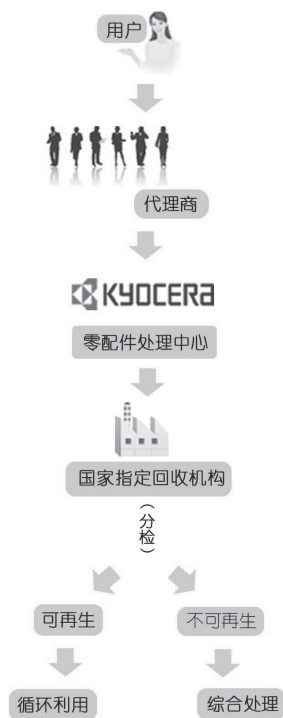 用户
代理商
KYOCERA
零配件处理中心
国家指定回收机构
（分检）
可再生
不可再生
循环利用
综合处理